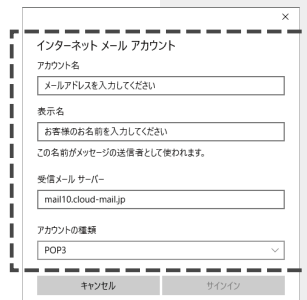 ×
インターネット メール アカウント
アカウント名
メールアドレスを入力してください
表示名
お客様のお名前を入力してください
この名前がメッセージの送信者として使われます。
受信メール サーバー
mail10.cloud-mail.jp
アカウントの種類
POP3
キャンセル サインイン